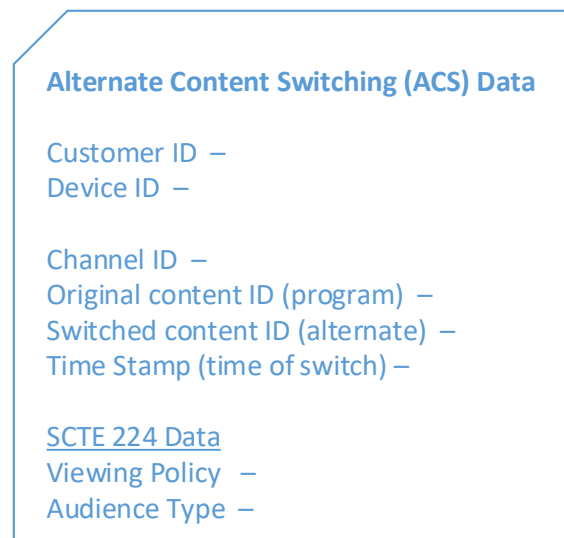 Alternate Content Switching (ACS) Data
Customer ID –
Device ID –
Channel ID –
Original content ID (program) –
Switched content ID (alternate) –
Time Stamp (time of switch) –
SCTE 224 Data
Viewing Policy –
Audience Type –